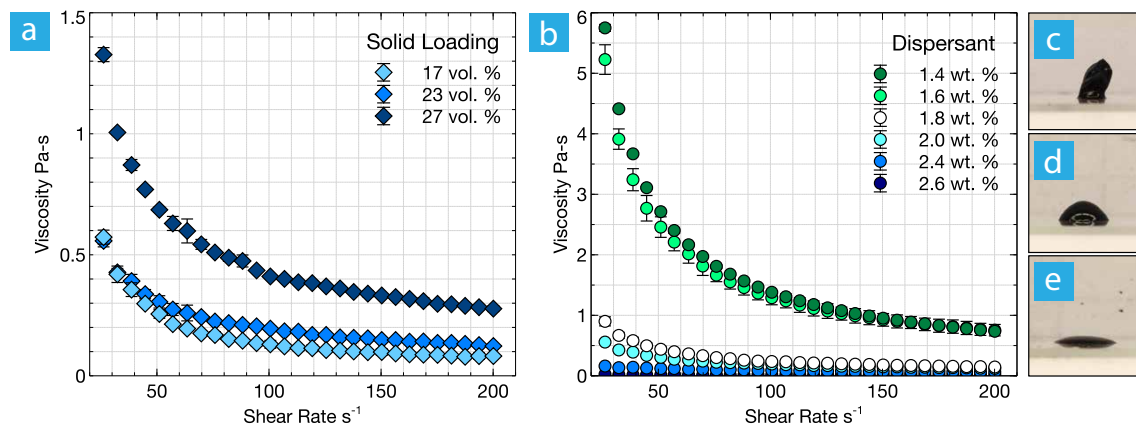 a
Viscosity Pa-s
1.5
1
0.5
0
50
100
150
200
Shear Rate s⁻¹
Solid Loading
17 vol. %
23 vol. %
27 vol. %
b
Viscosity Pa-s
6
5
4
3
2
1
0
50
100
150
200
Shear Rate s⁻¹
Dispersant
1.4 wt. %
1.6 wt. %
1.8 wt. %
2.0 wt. %
2.4 wt. %
2.6 wt. %
c
d
e